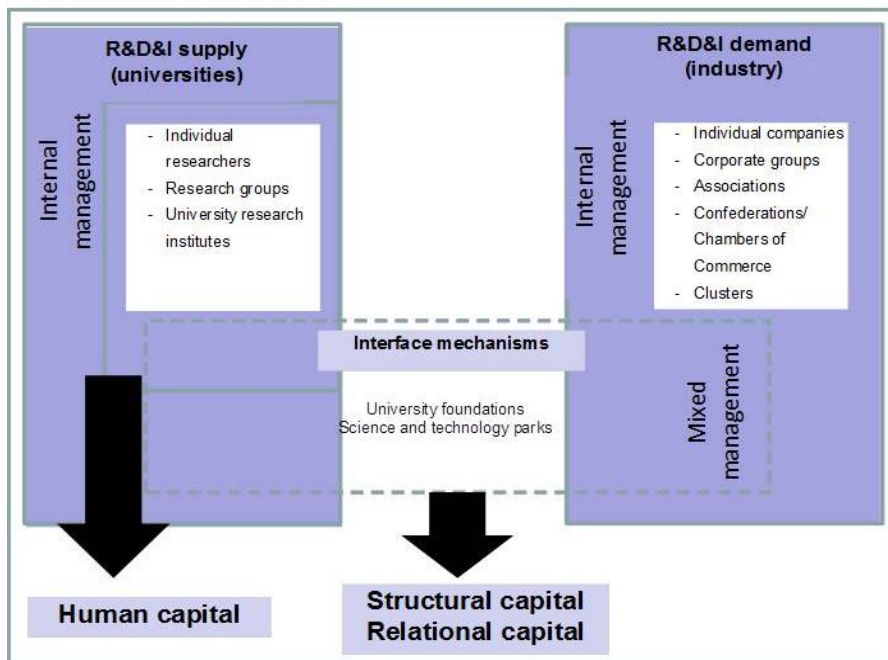 R&D&I supply
(universities)
Internal
management
- Individual
researchers
- Research groups
- University research
institutes
R&D&I demand
(industry)
Internal
management
- Individual companies
- Corporate groups
- Associations
- Confederations/
Chambers of
Commerce
- Clusters
Interface mechanisms
University foundations
Science and technology parks
Mixed
management
Human capital
Structural capital
Relational capital